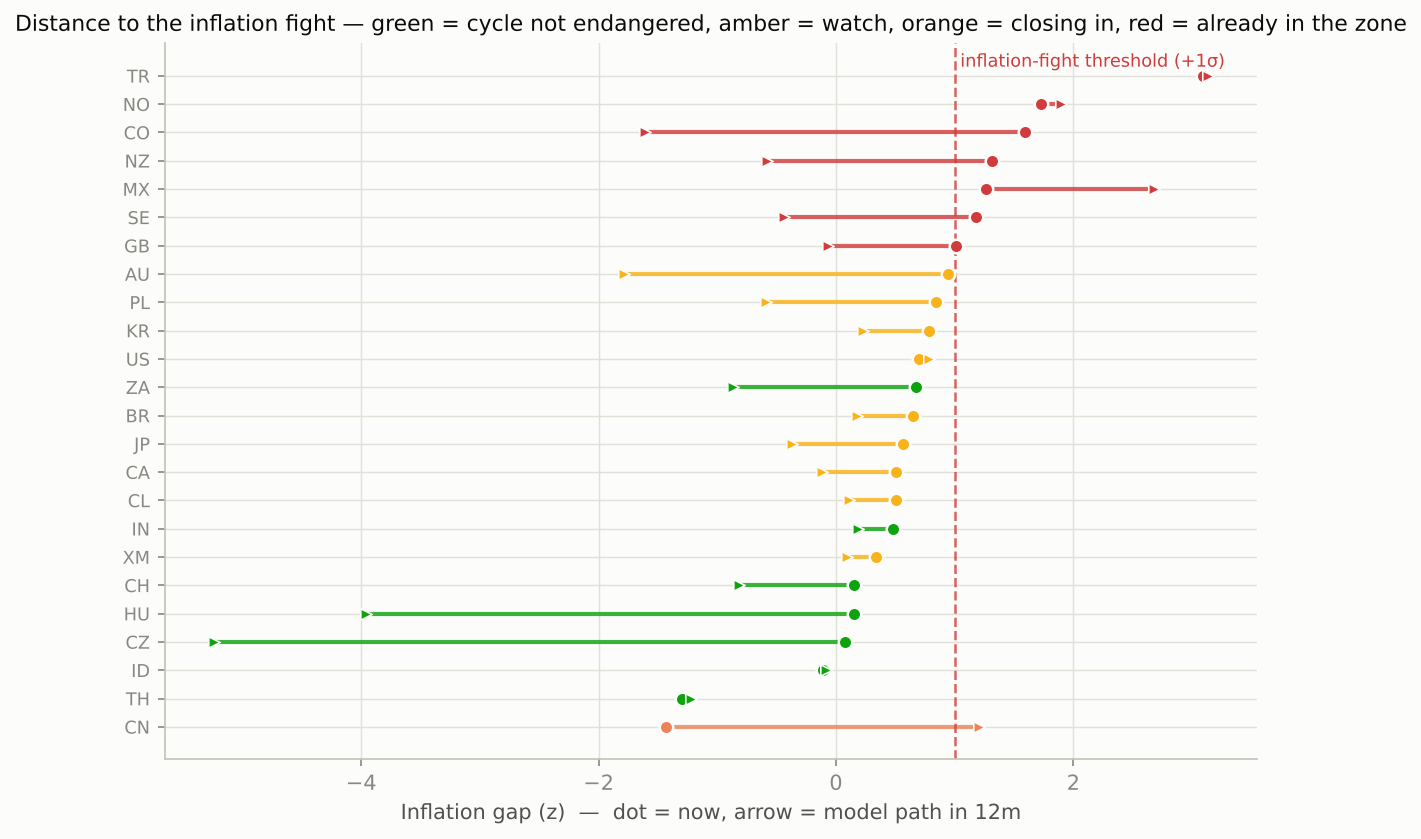 Distance to the inflation fight — green = cycle not endangered, amber = watch, orange = closing in, red = already in the zone
inflation-fight threshold (+1σ)
TR
NO
CO
NZ
MX
SE
GB
AU
PL
KR
US
ZA
BR
JP
CA
CL
IN
XM
CH
HU
CZ
ID
TH
CN
−4 −2 0 2
Inflation gap (z) — dot = now, arrow = model path in 12m